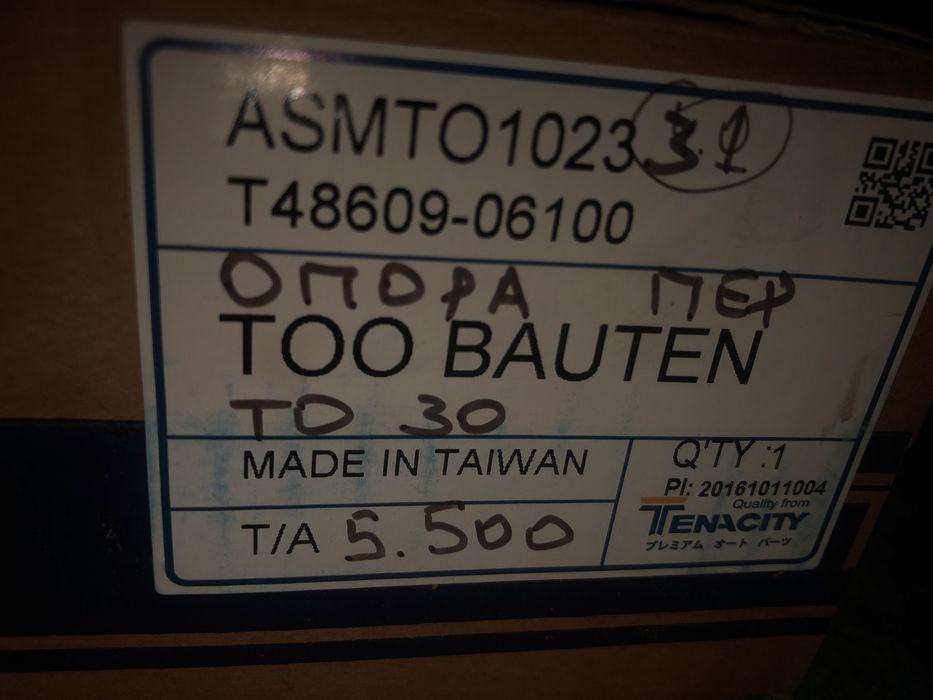 ASMTO1023
T48609-06100
ОПОРА ПЕР
TOO BAUTEN
TO 30
MADE IN TAIWAN
Q'TY :1
PI: 20161011004
Quality from
TENACITY
プレミアム オート パーツ
T/A 5.500